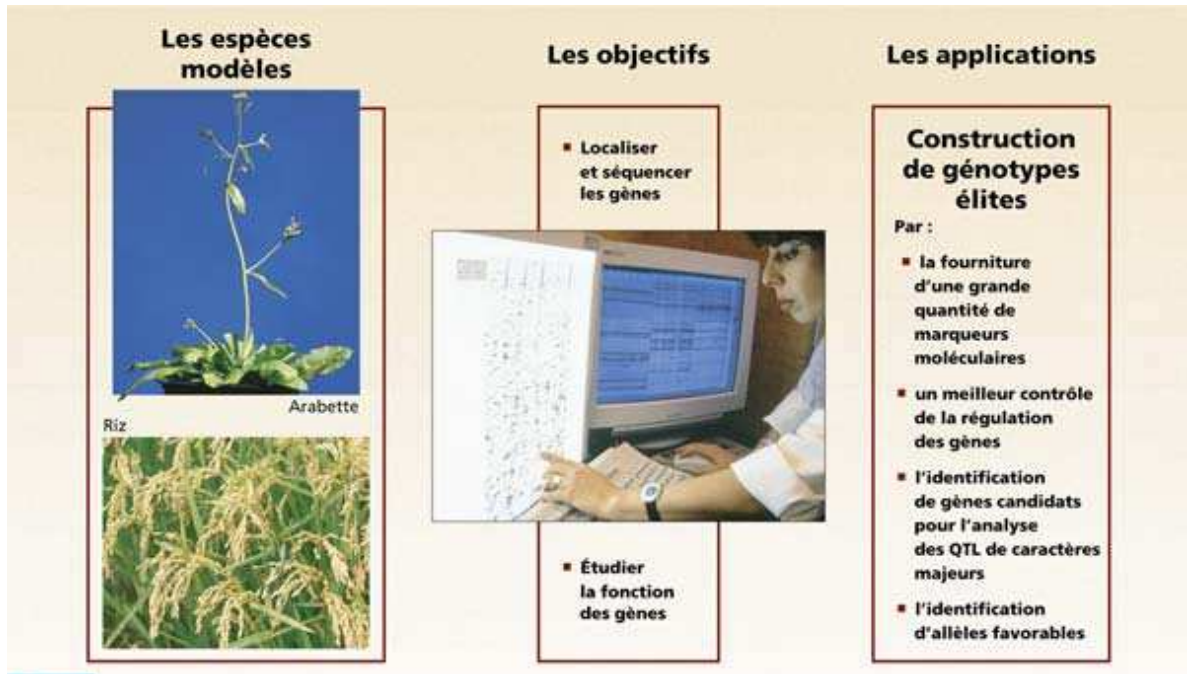 Les espèces
modèles
Arabette
Riz
Les objectifs
▪ Localiser
et séquencer
les gènes
▪ Étudier
la fonction
des gènes
Les applications
Construction
de génotypes
élites
Par :
▪ la fourniture
d'une grande
quantité de
marqueurs
moléculaires
▪ un meilleur contrôle
de la régulation
des gènes
▪ l'identification
de gènes candidats
pour l'analyse
des QTL de caractères
majeurs
▪ l'identification
d'allèles favorables